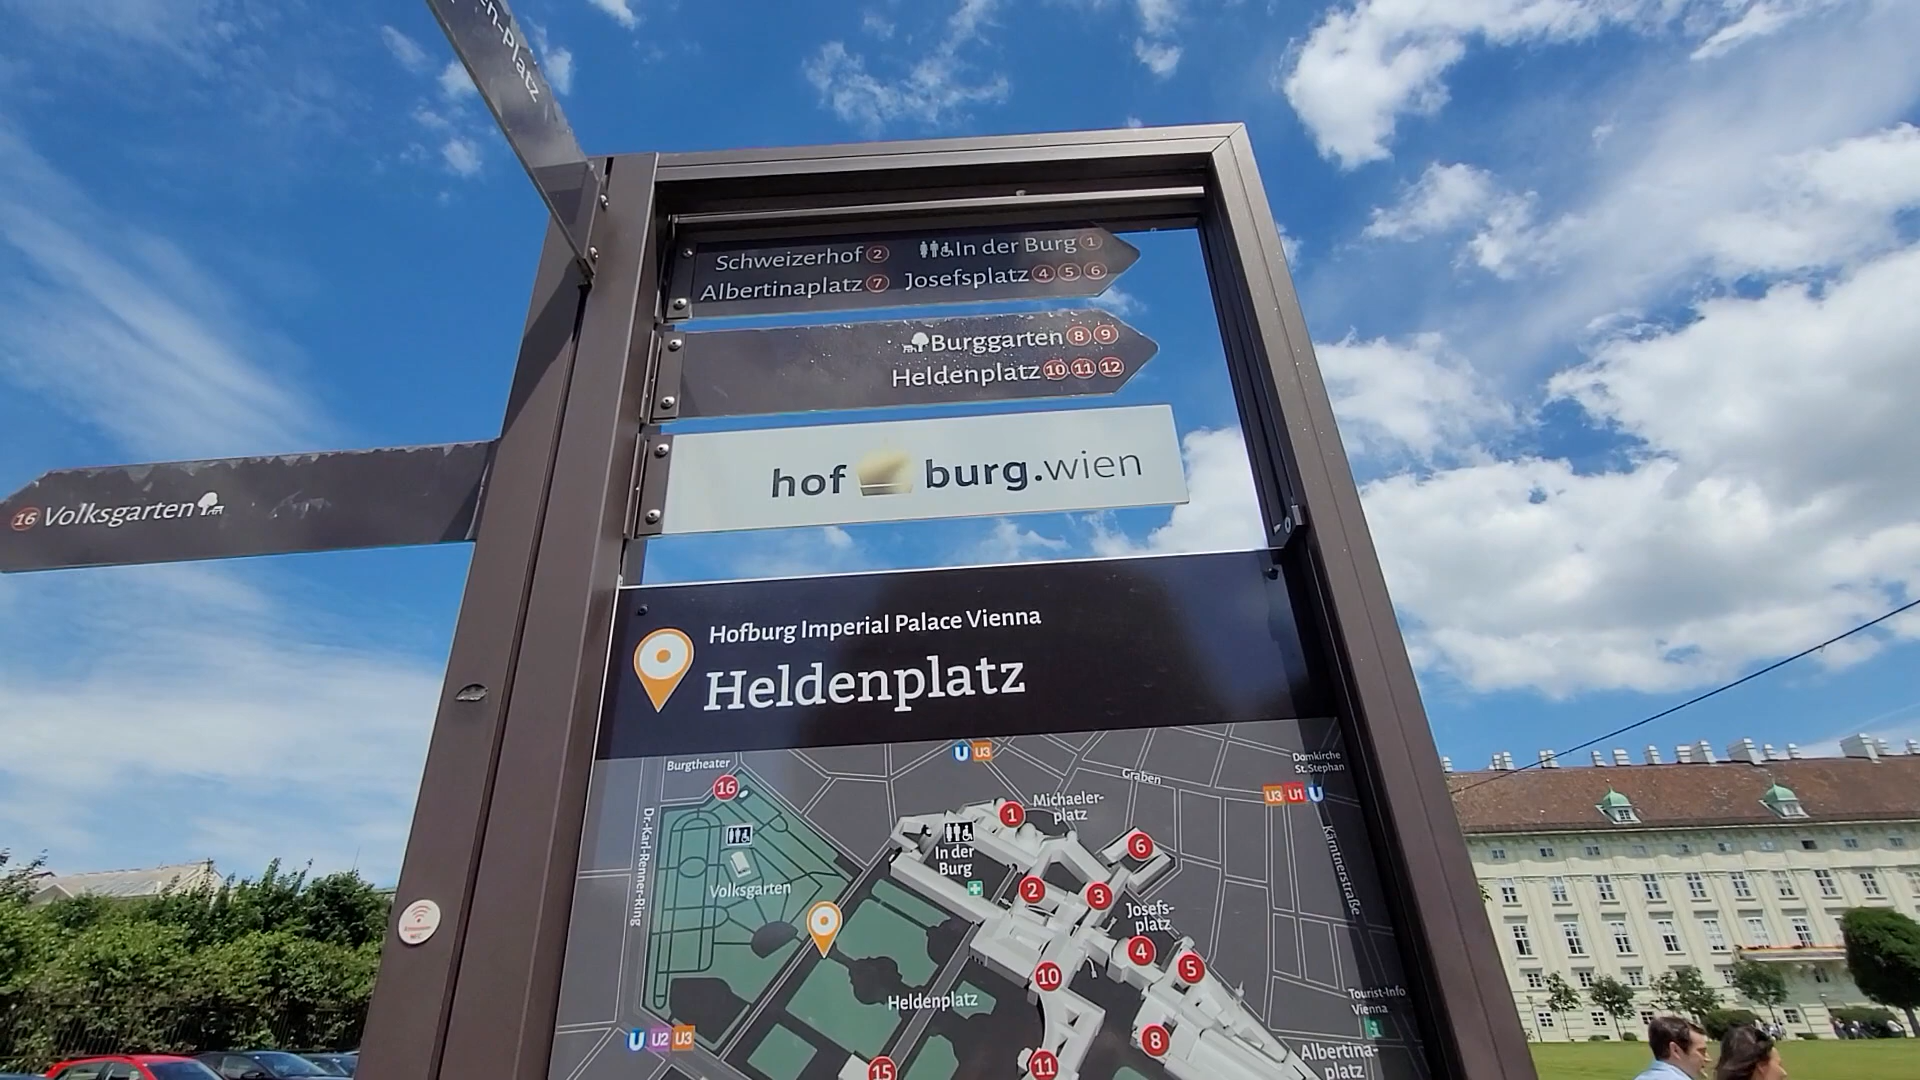 en-Platz
Schweizerhof 2 In der Burg 1
Albertinaplatz 7 Josefsplatz 4 5 6
Burggarten 8 9
Heldenplatz 10 11 12
hofburg.wien
16 Volksgarten
Hofburg Imperial Palace Vienna
Heldenplatz
U U3
Burgtheater
16
Graben
Domkirche
St. Stephan
U3 U1 U
Michaeler-
platz
1
6
In der
Burg
Dr.-Karl-Renner-Ring
Kärntnerstraße
Volksgarten
2
3
Josefs-
platz
4
5
10
Heldenplatz
Tourist-Info
Vienna
i
U U2 U3
8
11
15
Albertina-
platz